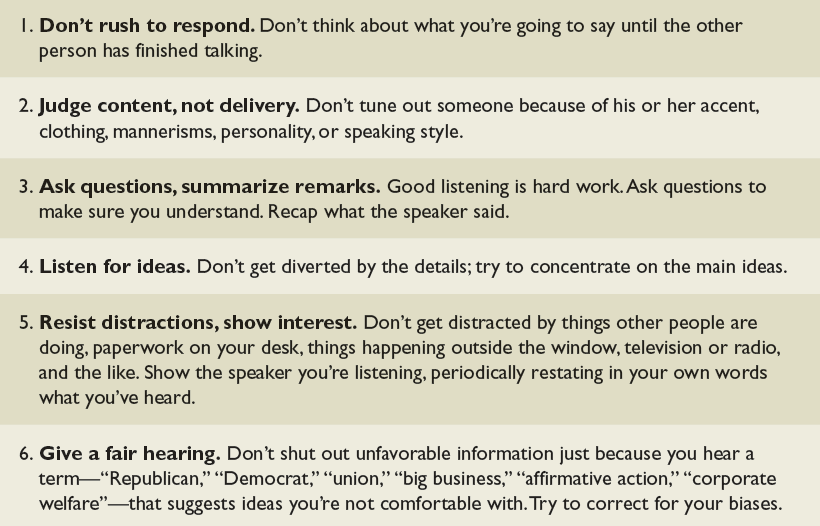 1. Don’t rush to respond. Don’t think about what you’re going to say until the other
person has finished talking.
2. Judge content, not delivery. Don’t tune out someone because of his or her accent,
clothing, mannerisms, personality, or speaking style.
3. Ask questions, summarize remarks. Good listening is hard work. Ask questions to
make sure you understand. Recap what the speaker said.
4. Listen for ideas. Don’t get diverted by the details; try to concentrate on the main ideas.
5. Resist distractions, show interest. Don’t get distracted by things other people are
doing, paperwork on your desk, things happening outside the window, television or radio,
and the like. Show the speaker you’re listening, periodically restating in your own words
what you’ve heard.
6. Give a fair hearing. Don’t shut out unfavorable information just because you hear a
term—“Republican,” “Democrat,” “union,” “big business,” “affirmative action,” “corporate
welfare”—that suggests ideas you’re not comfortable with. Try to correct for your biases.